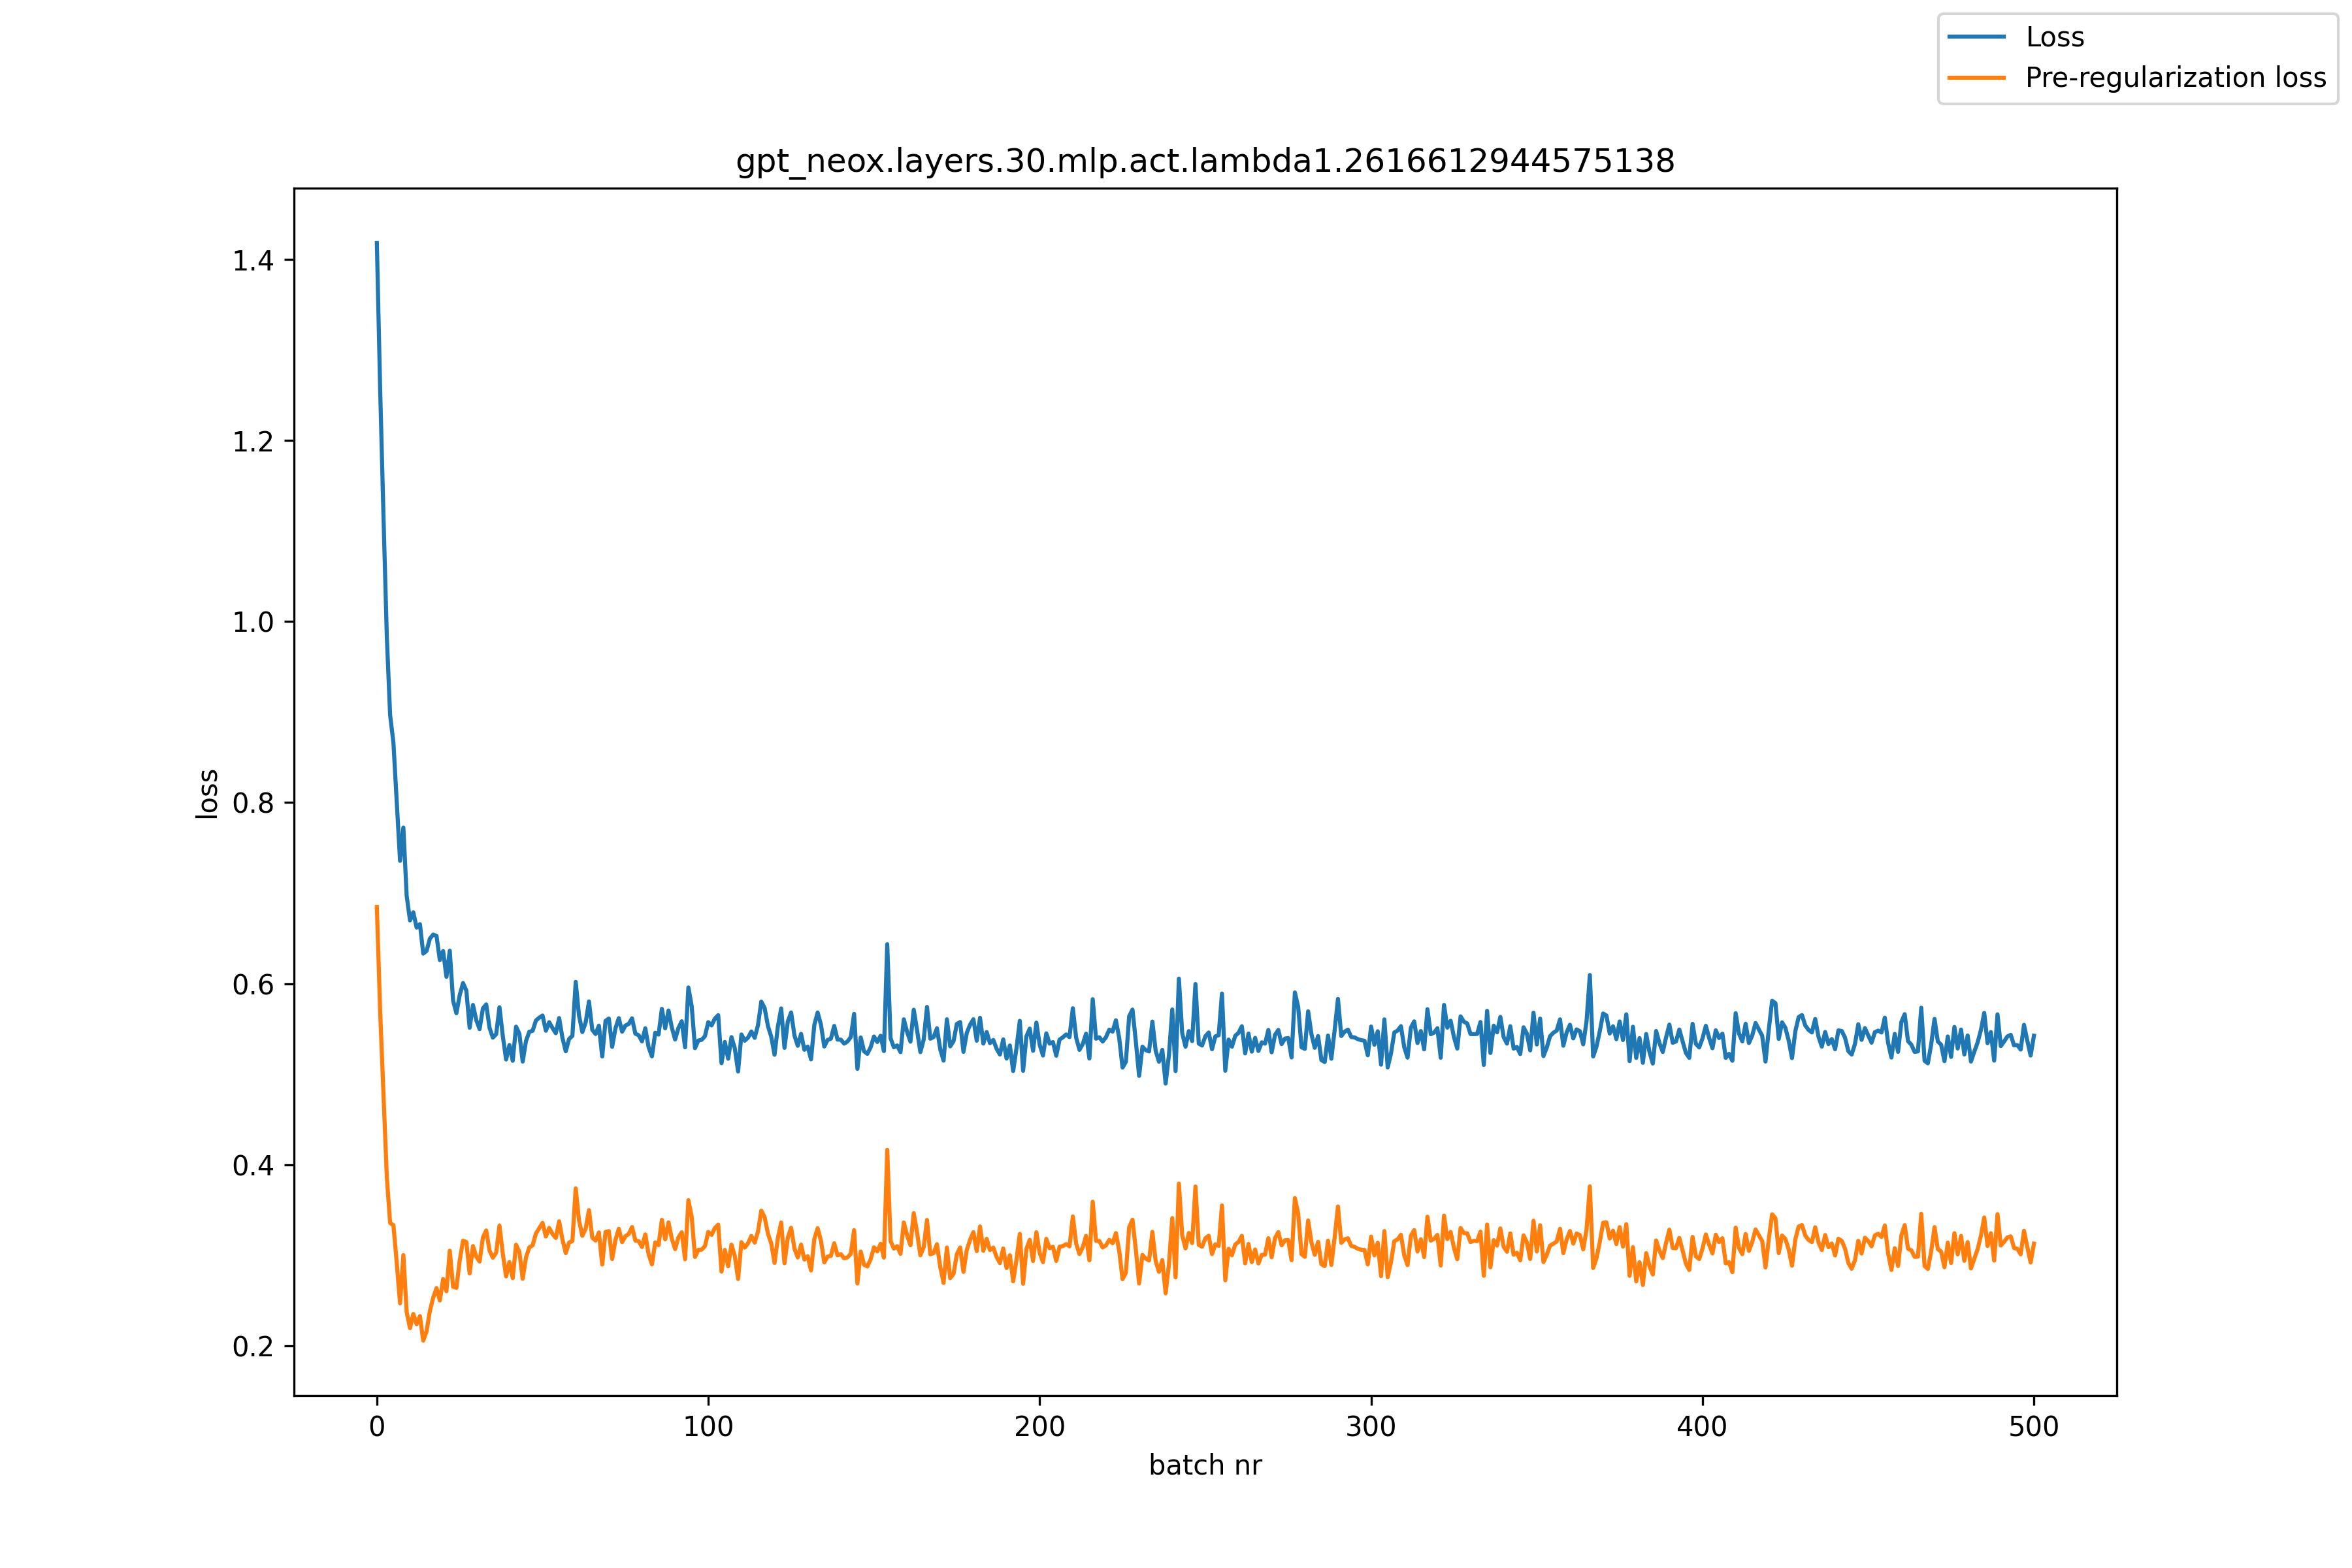 Loss
Pre-regularization loss
gpt_neox.layers.30.mlp.act.lambda1.2616612944575138
1.4
1.2
1.0
0.8
0.6
0.4
0.2
loss
0 100 200 300 400 500
batch nr